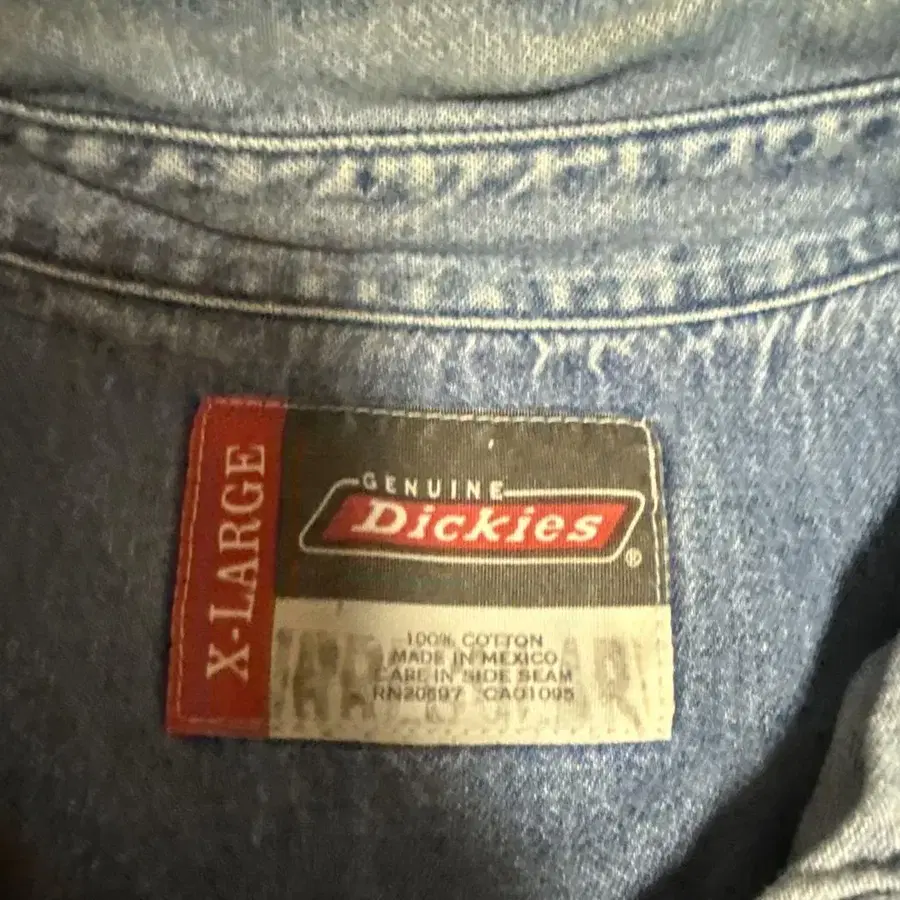 X-LARGE
GENUINE
Dickies
®
100% COTTON
MADE IN MEXICO
CARE IN SIDE SEAM
RN20697 CA01095